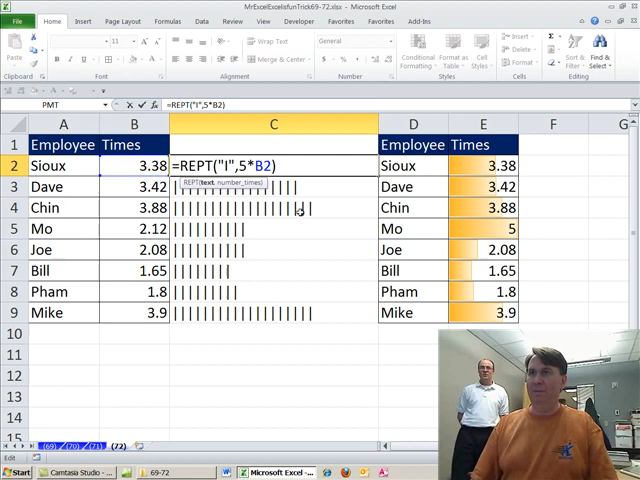 MrExcelExcelisfunTrick69-72.xlsx - Microsoft Excel
File Home Insert Page Layout Formulas Data Review View Developer Add-Ins
Paste Clipboard
11 Font
Wrap Text
Merge & Center
Alignment
General
$ % , Number
Conditional Formatting Format as Table Cell Styles
Styles
Insert
Delete
Format
Cells
Sort & Filter Find & Select
Editing
PMT fx =REPT("I",5*B2)
A B C D E F G
1 Employee Times Employee Times
2 Sioux 3.38 =REPT("I",5*B2) Sioux 3.38
REPT(text, number_times)
3 Dave 3.42 ||||||||||||||||| Dave 3.42
4 Chin 3.88 ||||||||||||||||||| Chin 3.88
5 Mo 2.12 |||||||||| Mo 5
6 Joe 2.08 |||||||||| Joe 2.08
7 Bill 1.65 |||||||| Bill 1.65
8 Pham 1.8 ||||||||| Pham 1.8
9 Mike 3.9 ||||||||||||||||||| Mike 3.9
10
11
12
13
14
15
(69) (70) (71) (72)
Start Camtasia Studio - 69-72 Microsoft Excel